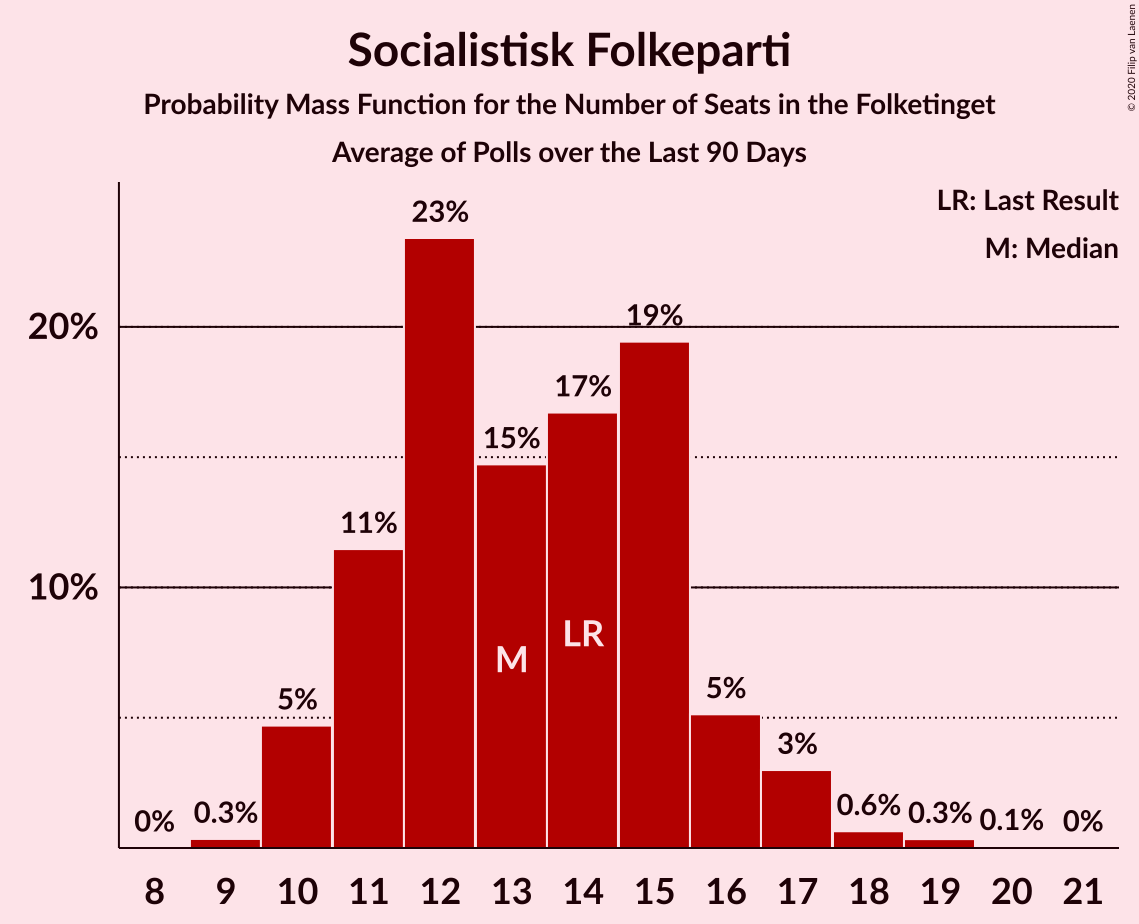 © 2020 Filip van Laenen
Socialistisk Folkeparti
Probability Mass Function for the Number of Seats in the Folketinget
Average of Polls over the Last 90 Days
LR: Last Result
M: Median
23%
19%
20%
17%
15%
11%
10%
LR
M
5%
5%
3%
0%
0.3%
0.6%
0.3%
0.1%
0%
8 9 10 11 12 13 14 15 16 17 18 19 20 21